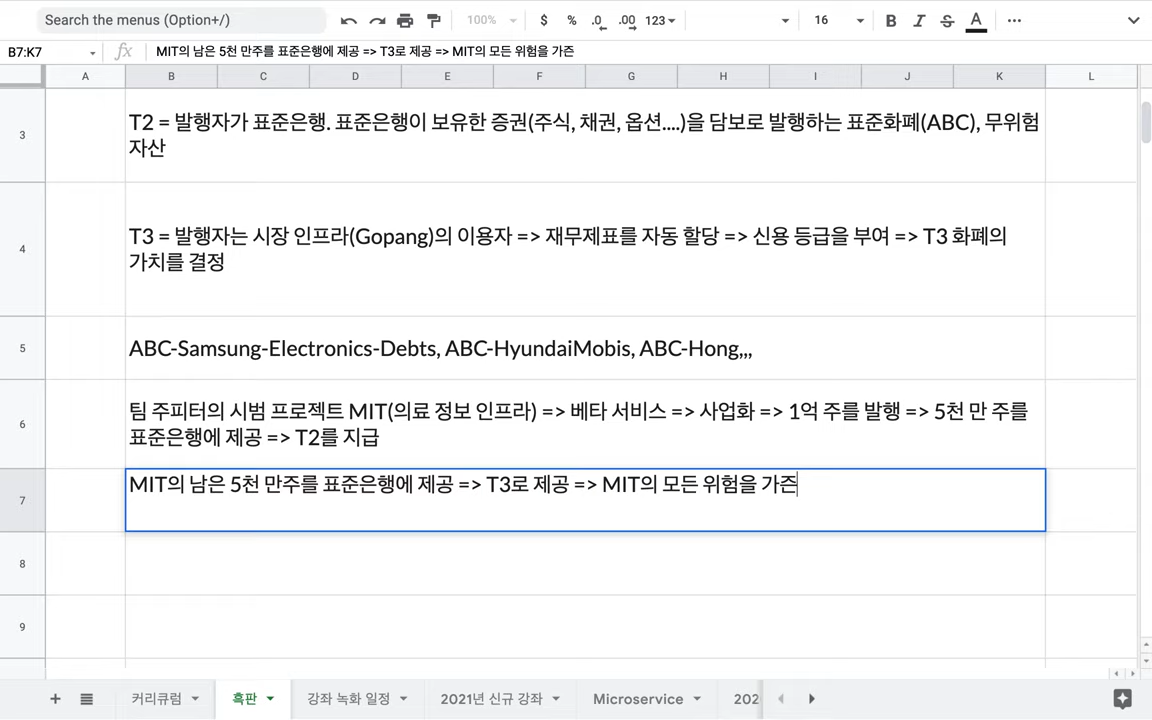 Search the menus (Option+/)
100%
$ % .0 .00 123
16
B I S A
B7:K7
fx
MIT의 남은 5천 만주를 표준은행에 제공 => T3로 제공 => MIT의 모든 위험을 가즌
A B C D E F G H I J K L
3
T2 = 발행자가 표준은행. 표준은행이 보유한 증권(주식, 채권, 옵션....)을 담보로 발행하는 표준화폐(ABC), 무위험
자산
4
T3 = 발행자는 시장 인프라(Gopang)의 이용자 => 재무제표를 자동 할당 => 신용 등급을 부여 => T3 화폐의
가치를 결정
5
ABC-Samsung-Electronics-Debts, ABC-HyundaiMobis, ABC-Hong,,,
6
팀 주피터의 시범 프로젝트 MIT(의료 정보 인프라) => 베타 서비스 => 사업화 => 1억 주를 발행 => 5천 만 주를
표준은행에 제공 => T2를 지급
7
MIT의 남은 5천 만주를 표준은행에 제공 => T3로 제공 => MIT의 모든 위험을 가즌
8
9
커리큐럼 흑판 강좌 녹화 일정 2021년 신규 강좌 Microservice 202